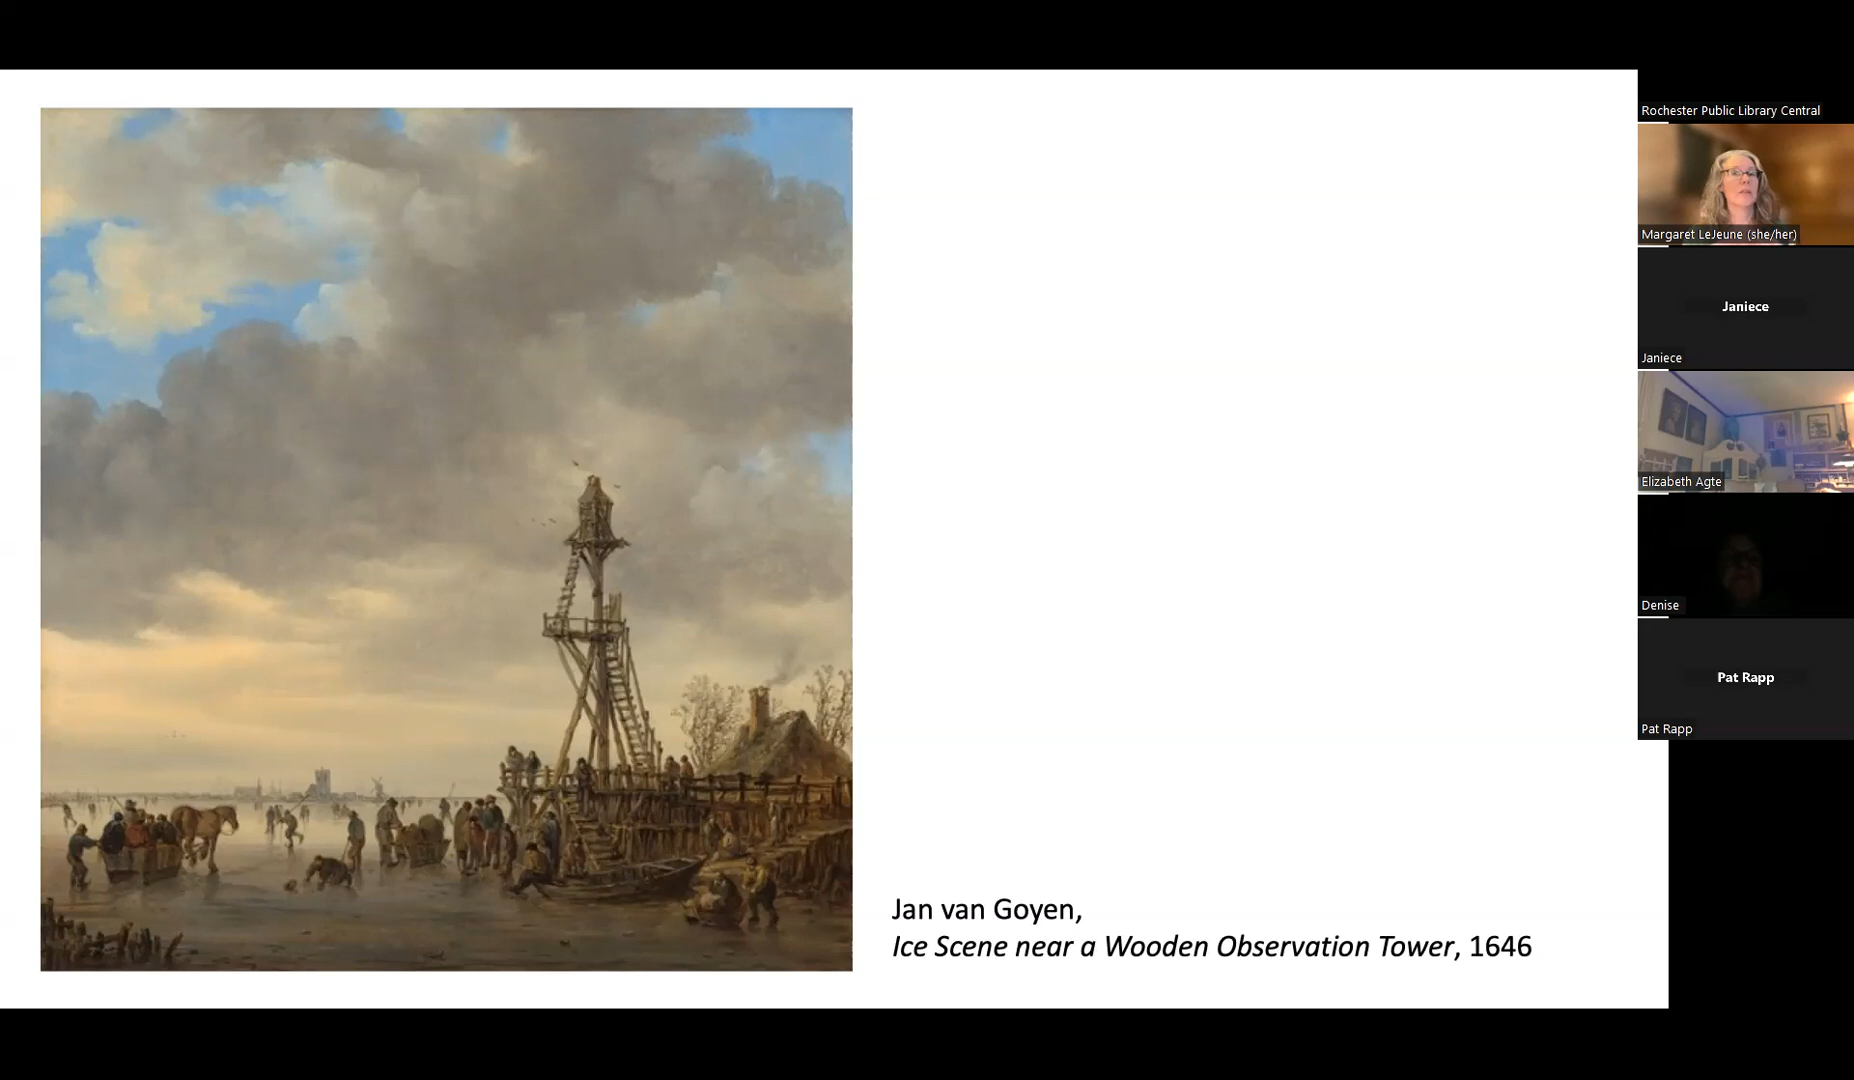 Jan van Goyen,
Ice Scene near a Wooden Observation Tower, 1646
Rochester Public Library Central
Margaret LeJeune (she/her)
Janiece
Janiece
Elizabeth Agte
Denise
Pat Rapp
Pat Rapp